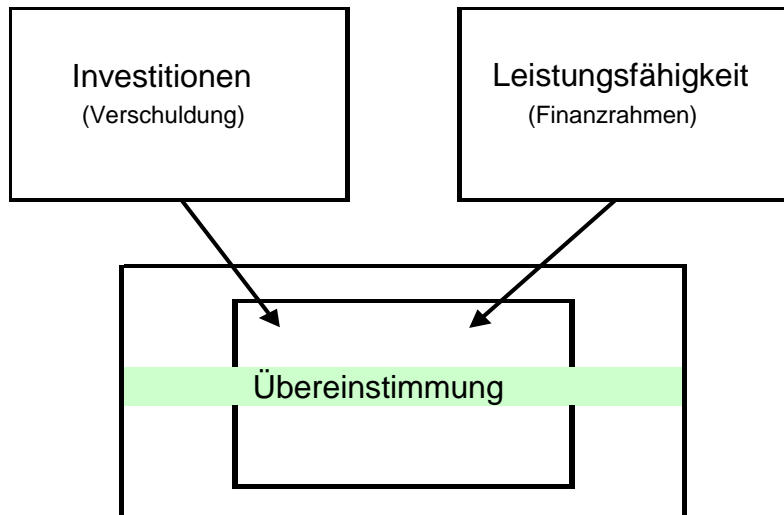 Investitionen
(Verschuldung)
Leistungsfähigkeit
(Finanzrahmen)
Übereinstimmung